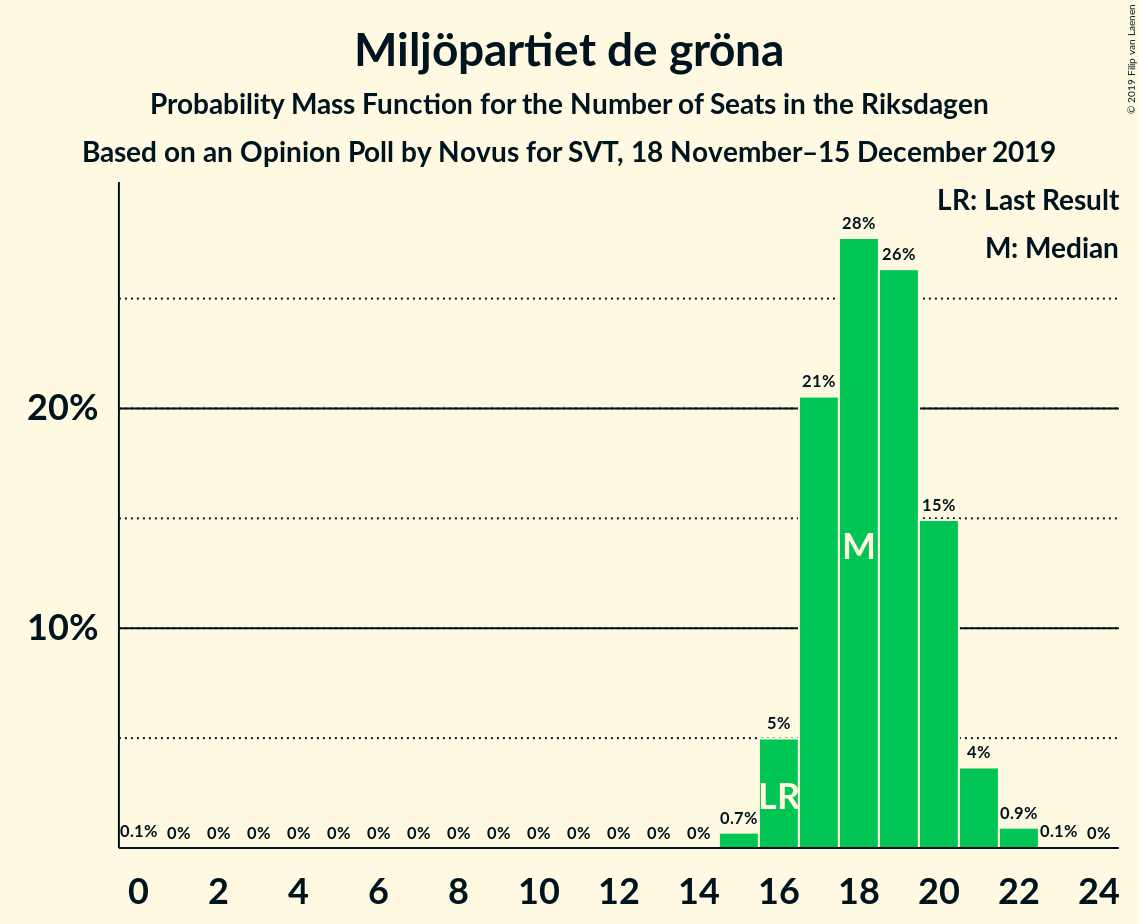 Miljöpartiet de gröna
Probability Mass Function for the Number of Seats in the Riksdagen
Based on an Opinion Poll by Novus for SVT, 18 November–15 December 2019
© 2019 Filip van Laenen
LR: Last Result
M: Median
20%
10%
0.1% 0% 0% 0% 0% 0% 0% 0% 0% 0% 0% 0% 0% 0% 0% 0.7% 5% 21% 28% 26% 15% 4% 0.9% 0.1% 0%
LR
M
0 2 4 6 8 10 12 14 16 18 20 22 24